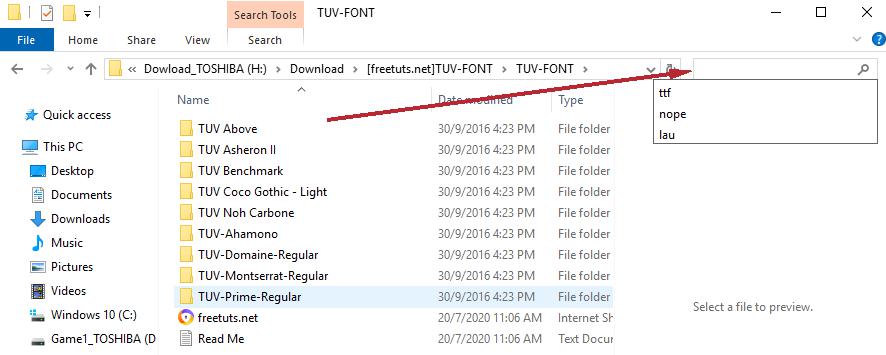 Search Tools TUV-FONT
File Home Share View Search
« Dowload_TOSHIBA (H:) Download [freetuts.net]TUV-FONT TUV-FONT
ttf
nope
lau
Name Date modified Type
Quick access
This PC
Desktop
Documents
Downloads
Music
Pictures
Videos
Windows 10 (C:)
Game1_TOSHIBA (D
TUV Above 30/9/2016 4:23 PM File folder
TUV Asheron II 30/9/2016 4:23 PM File folder
TUV Benchmark 30/9/2016 4:23 PM File folder
TUV Coco Gothic - Light 30/9/2016 4:23 PM File folder
TUV Noh Carbone 30/9/2016 4:23 PM File folder
TUV-Ahamono 30/9/2016 4:23 PM File folder
TUV-Domaine-Regular 30/9/2016 4:23 PM File folder
TUV-Montserrat-Regular 30/9/2016 4:23 PM File folder
TUV-Prime-Regular 30/9/2016 4:23 PM File folder
freetuts.net 20/7/2020 11:06 AM Internet Sh
Read Me 20/7/2020 11:06 AM Text Docur
Select a file to preview.